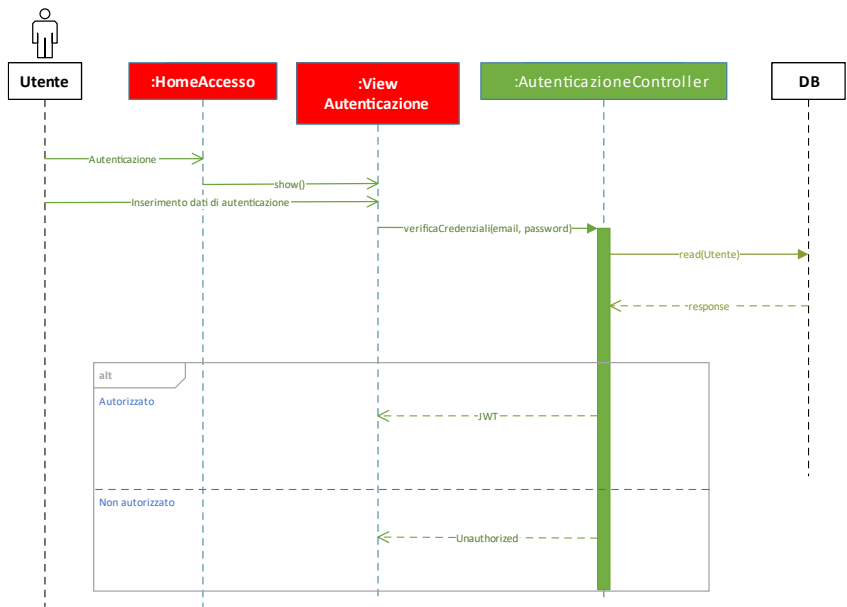 Utente
:HomeAccesso
:View
Autenticazione
:AutenticazioneController
DB
Autenticazione
show()
Inserimento dati di autenticazione
verificaCredenziali(email, password)
read(Utente)
response
alt
Autorizzato
JWT
Non autorizzato
Unauthorized